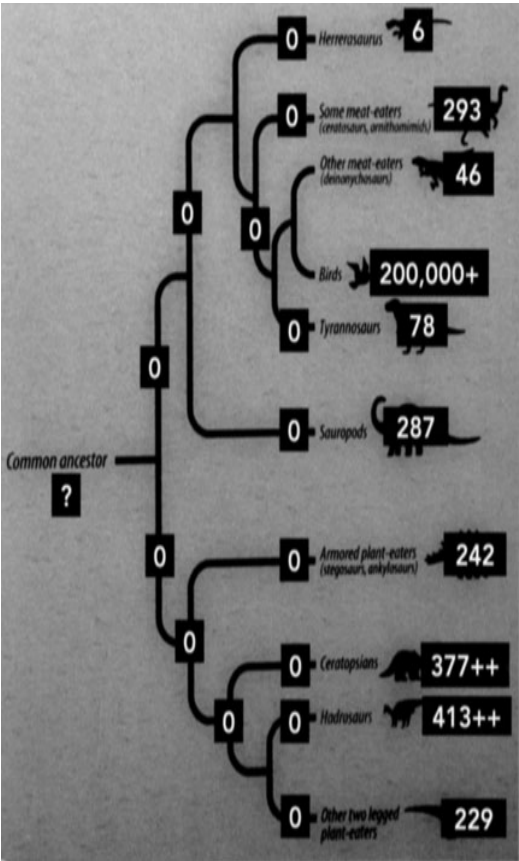 0 Herrerasaurus 6
0 Some meat-eaters 293
(ceratosaurs, ornithomimids)
Other meat-eaters 46
(deinonychosaurs)
0
0
Birds 200,000+
0 Tyrannosaurs 78
0
0 Sauropods 287
Common ancestor
?
0
0 Armored plant-eaters 242
(stegosaurs, ankylosaurs)
0
0 Ceratopsians 377++
0
0 Hadrosaurs 413++
0 Other two legged 229
plant-eaters